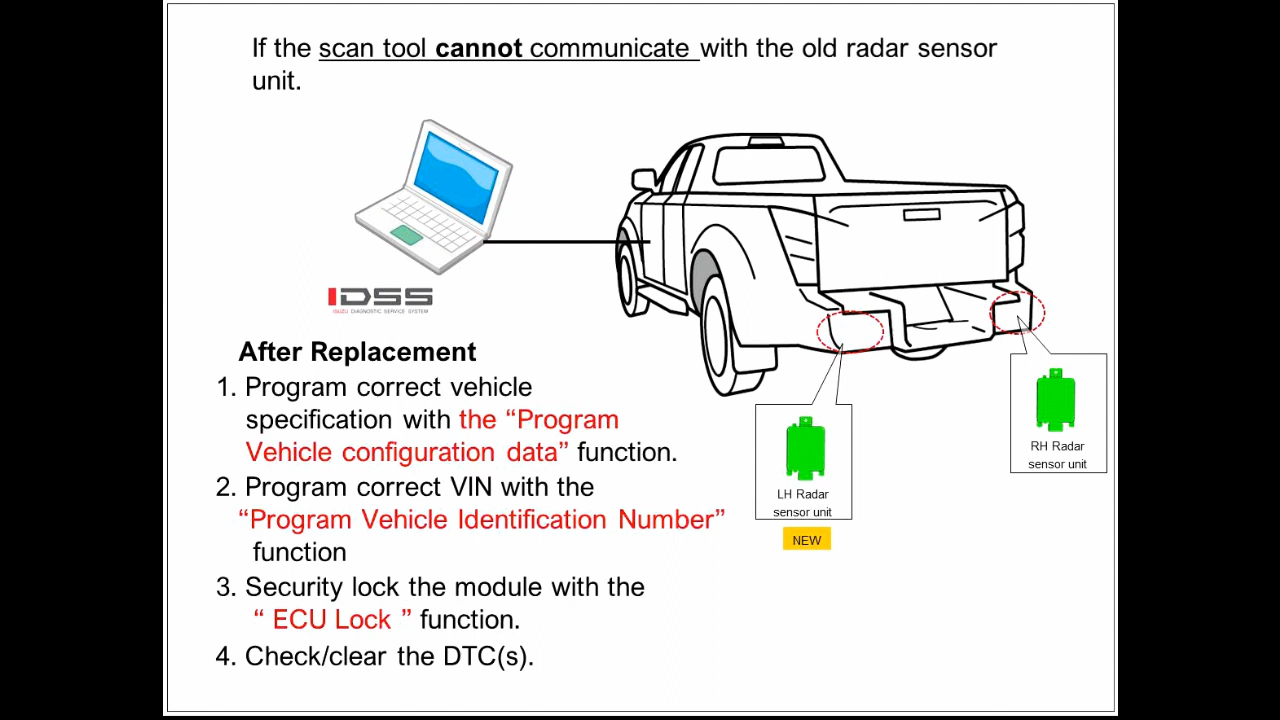 If the scan tool cannot communicate with the old radar sensor
unit.
IDSS
ISUZU DIAGNOSTIC SERVICE SYSTEM
After Replacement
1. Program correct vehicle
specification with the “Program
Vehicle configuration data” function.
2. Program correct VIN with the
“Program Vehicle Identification Number”
function
3. Security lock the module with the
“ ECU Lock ” function.
4. Check/clear the DTC(s).
RH Radar
sensor unit
LH Radar
sensor unit
NEW